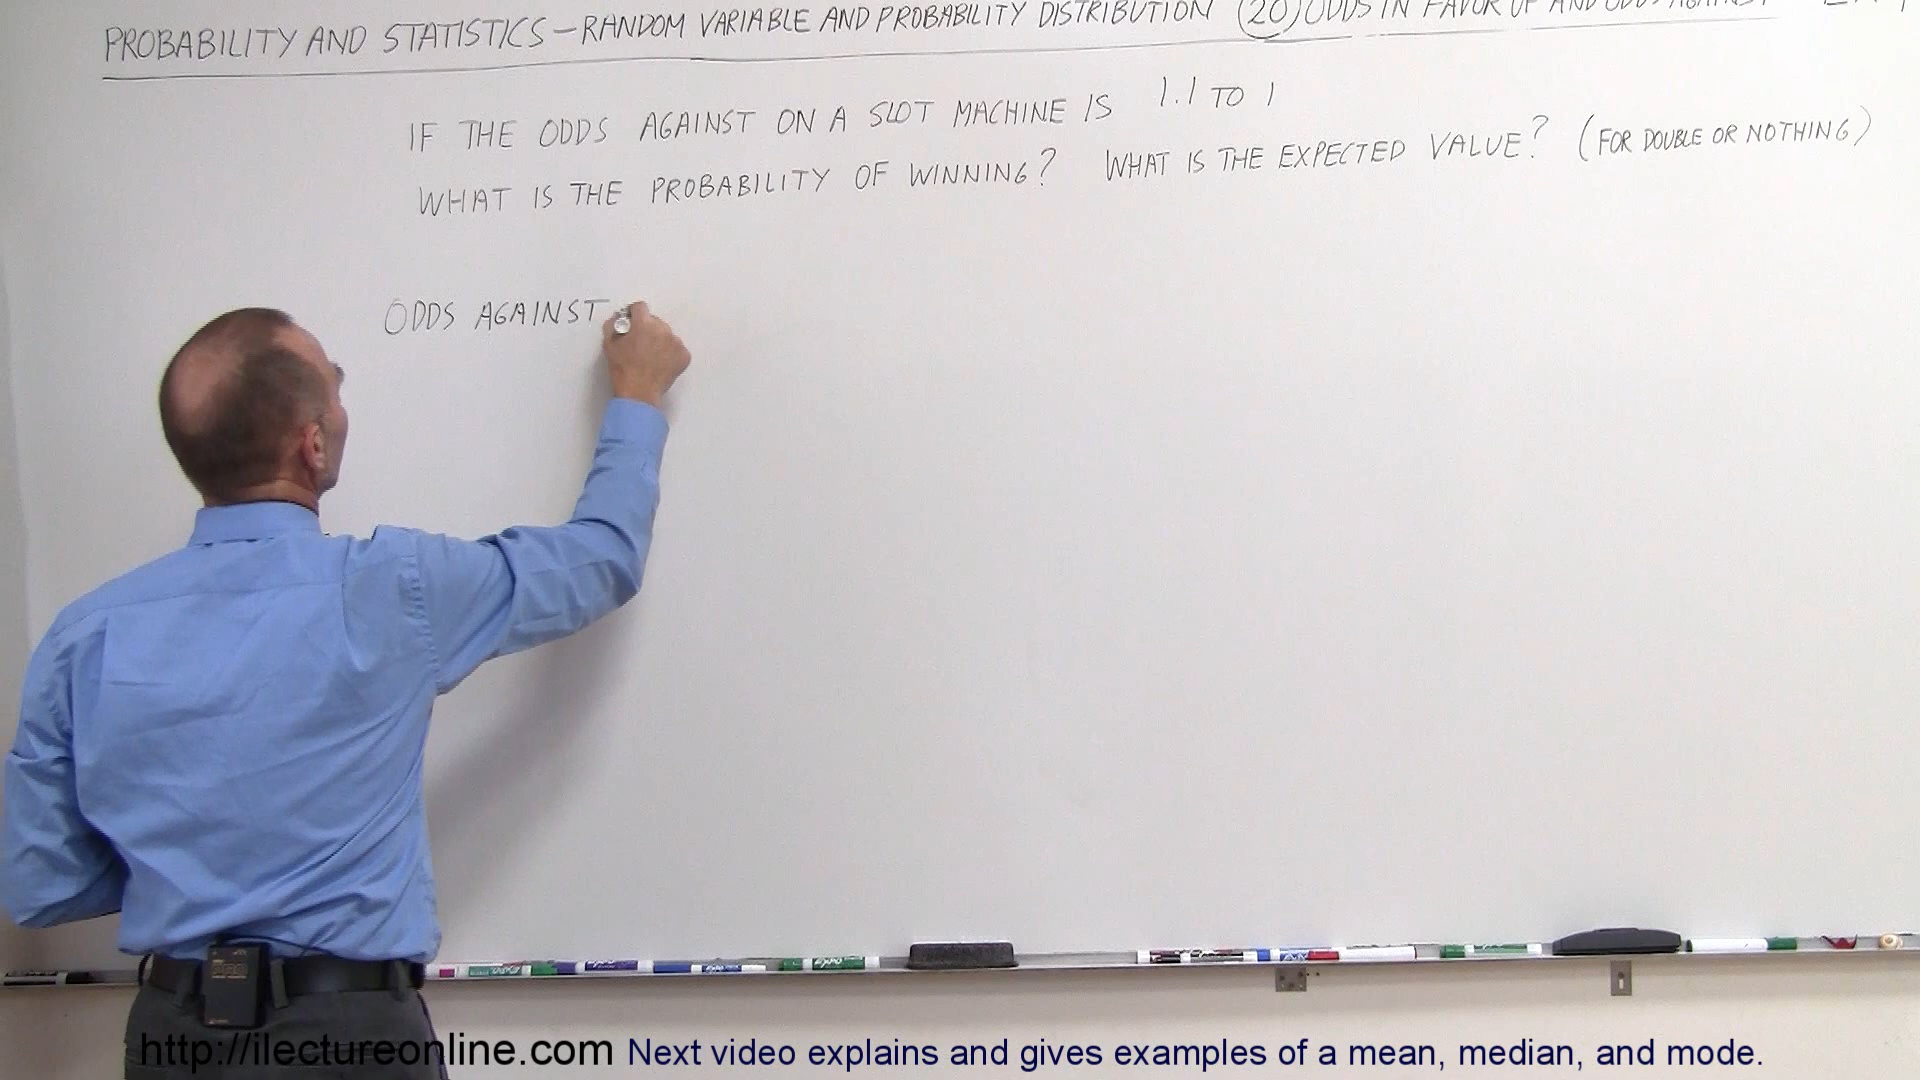 PROBABILITY AND STATISTICS – RANDOM VARIABLE AND PROBABILITY DISTRIBUTION (20) ODDS IN FAVOR OF AND ODDS AGAINST
IF THE ODDS AGAINST ON A SLOT MACHINE IS 1.1 TO 1
WHAT IS THE PROBABILITY OF WINNING? WHAT IS THE EXPECTED VALUE? (FOR DOUBLE OR NOTHING)
ODDS AGAINST
http://ilectureonline.com Next video explains and gives examples of a mean, median, and mode.